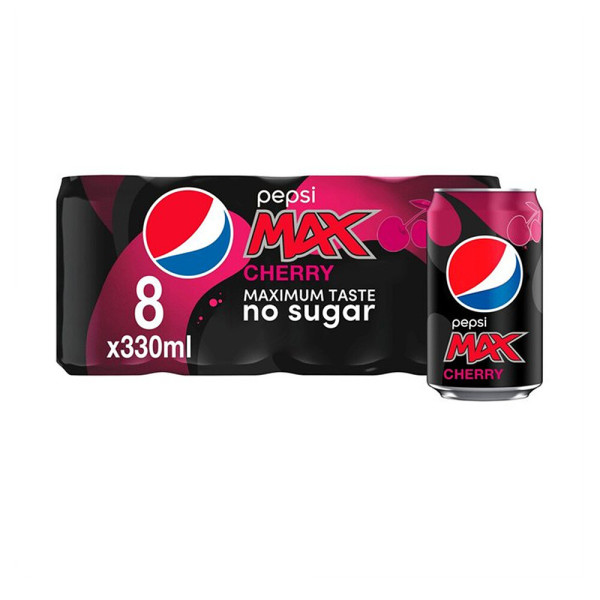 pepsi
MAX
CHERRY
MAXIMUM TASTE
no sugar
8
x330ml
pepsi
MAX
CHERRY